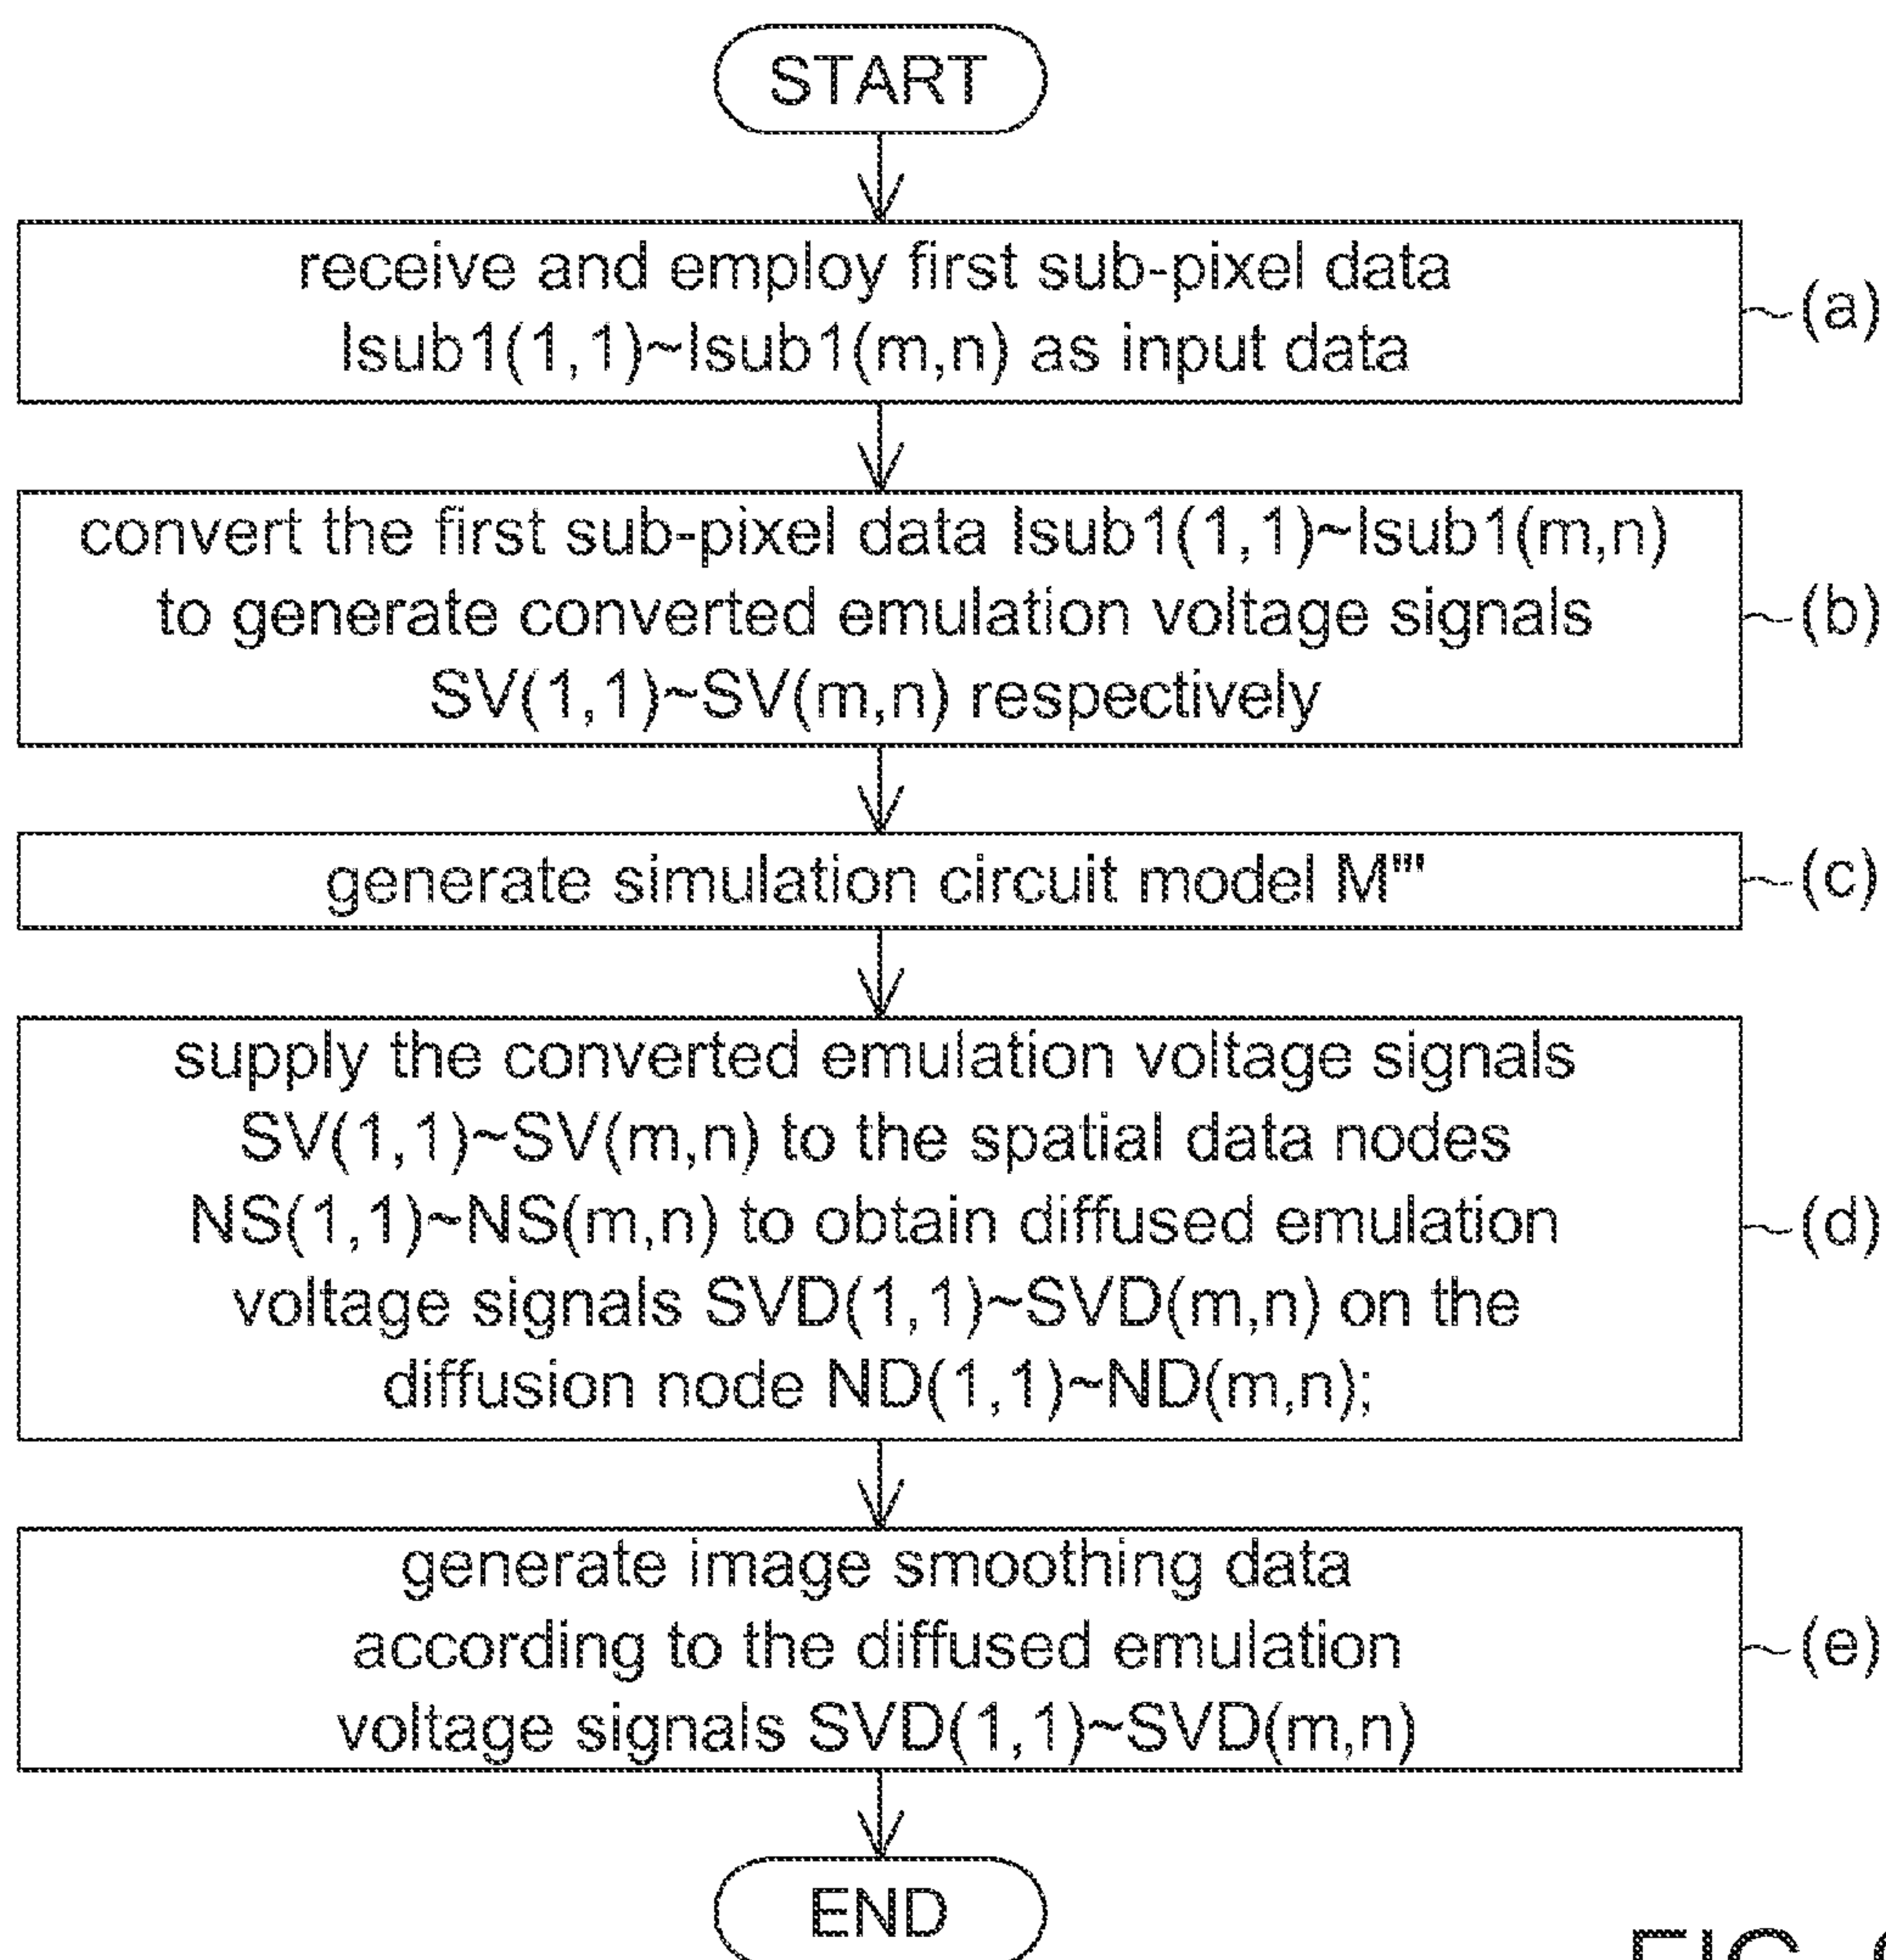 START
receive and employ first sub-pixel data
Isub1(1,1)~Isub1(m,n) as input data
(a)
convert the first sub-pixel data Isub1(1,1)~Isub1(m,n)
to generate converted emulation voltage signals
SV(1,1)~SV(m,n) respectively
(b)
generate simulation circuit model M'''
(c)
supply the converted emulation voltage signals
SV(1,1)~SV(m,n) to the spatial data nodes
NS(1,1)~NS(m,n) to obtain diffused emulation
voltage signals SVD(1,1)~SVD(m,n) on the
diffusion node ND(1,1)~ND(m,n);
(d)
generate image smoothing data
according to the diffused emulation
voltage signals SVD(1,1)~SVD(m,n)
(e)
END
FIG.